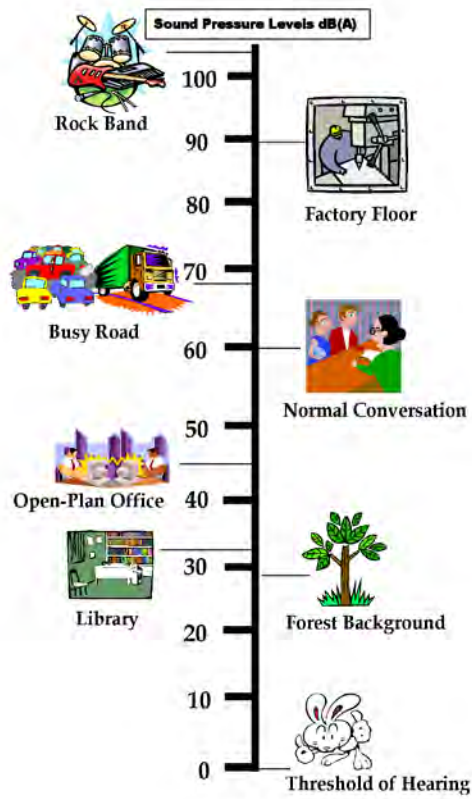 Sound Pressure Levels dB(A)
100
Rock Band
90
80
Factory Floor
70
Busy Road
60
Normal Conversation
50
Open-Plan Office
40
30
Library
Forest Background
20
10
0
Threshold of Hearing